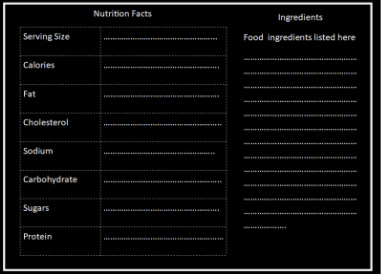 Nutrition Facts
Serving Size ................................................
Calories ................................................
Fat ................................................
Cholesterol ................................................
Sodium ................................................
Carbohydrate ................................................
Sugars ................................................
Protein ................................................
Ingredients
Food ingredients listed here
................................................
................................................
................................................
................................................
................................................
................................................
................................................
................................................
................................................
................................................
................................................
................................................
..................